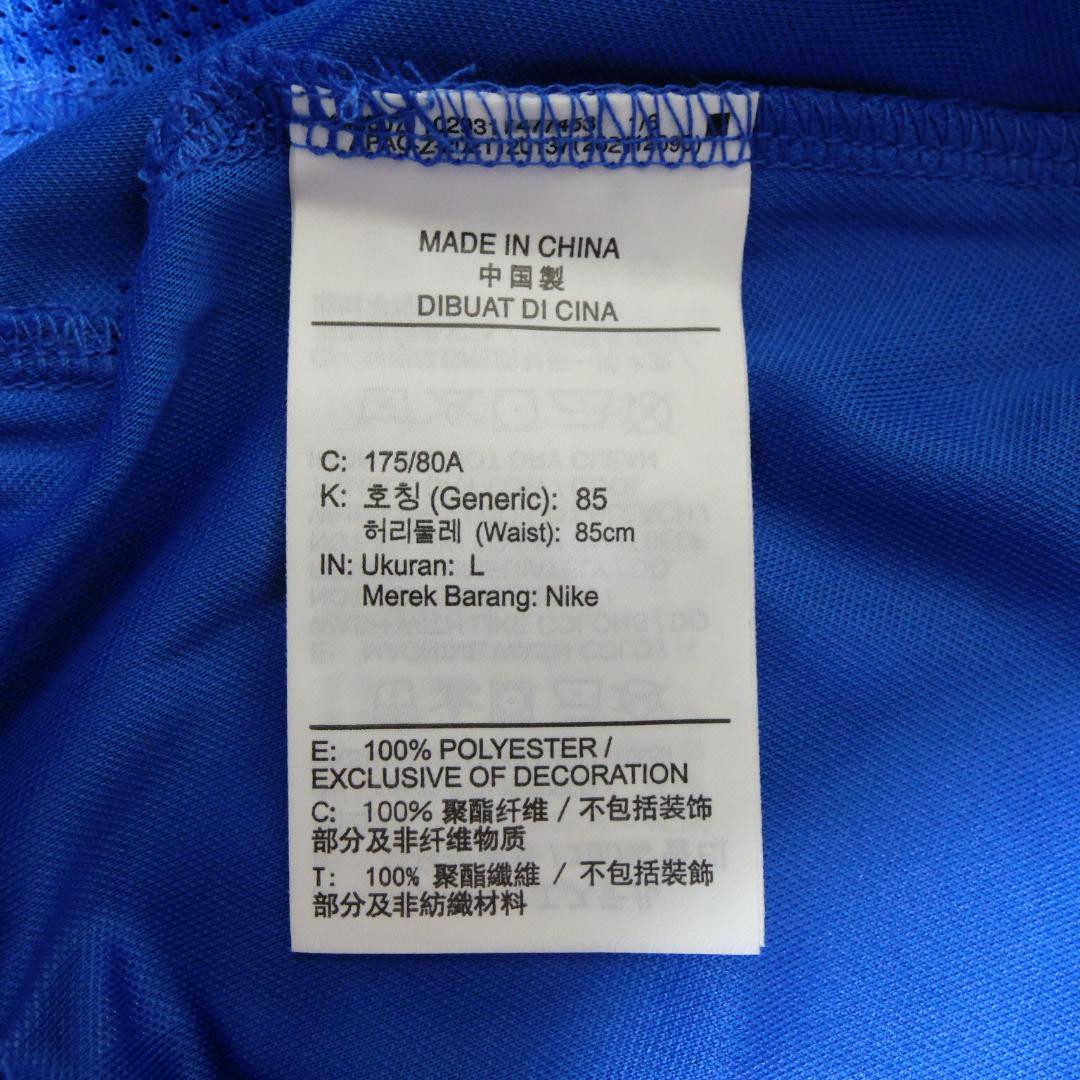 MADE IN CHINA
中国製
DIBUAT DI CINA
C: 175/80A
K: 호칭 (Generic): 85
허리둘레 (Waist): 85cm
IN: Ukuran: L
Merek Barang: Nike
E: 100% POLYESTER /
EXCLUSIVE OF DECORATION
C: 100% 聚酯纤维 / 不包括装饰
部分及非纤维物质
T: 100% 聚酯纖維 / 不包括裝飾
部分及非紡織材料